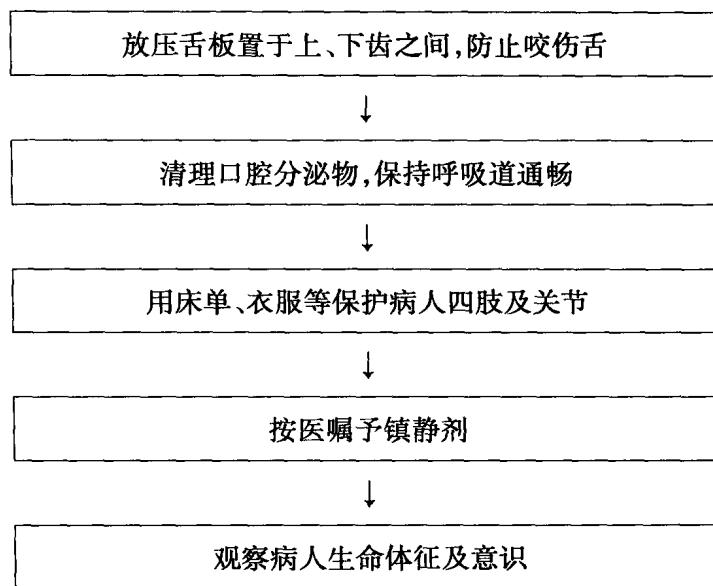 放压舌板置于上、下齿之间,防止咬伤舌
↓
清理口腔分泌物,保持呼吸道通畅
↓
用床单、衣服等保护病人四肢及关节
↓
按医嘱予镇静剂
↓
观察病人生命体征及意识